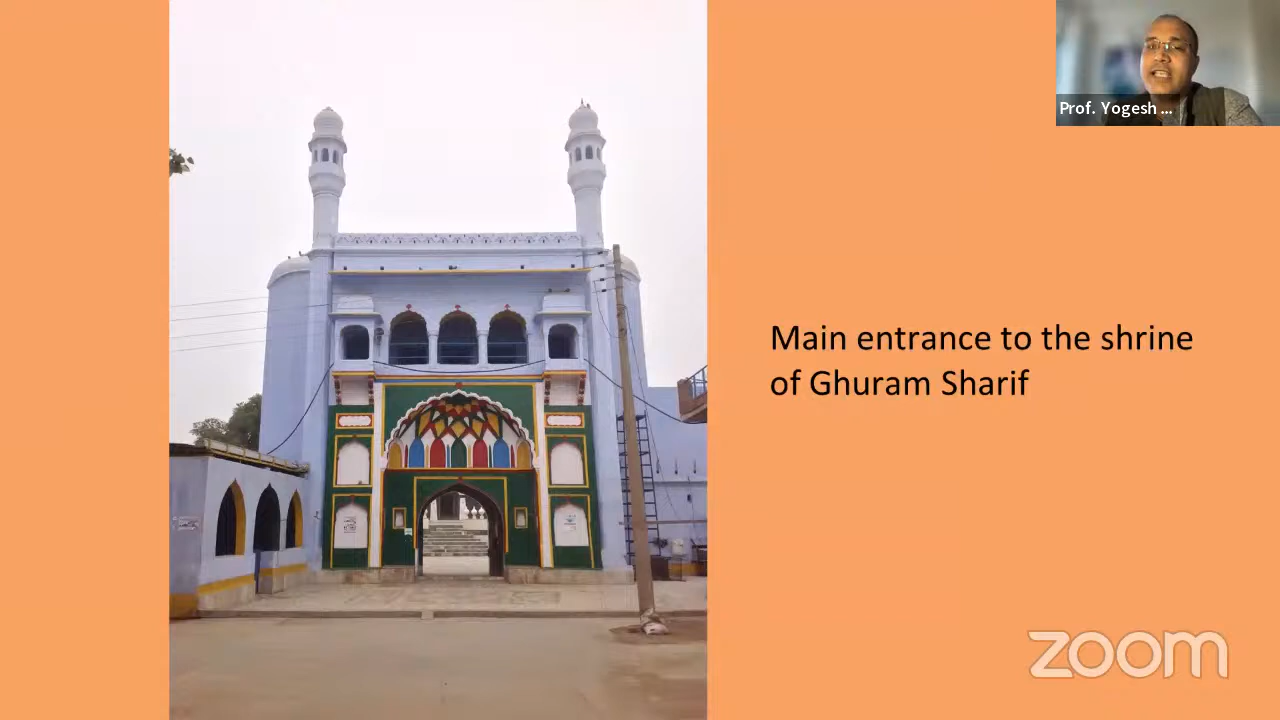 Prof. Yogesh ...
Main entrance to the shrine
of Ghuram Sharif
zoom